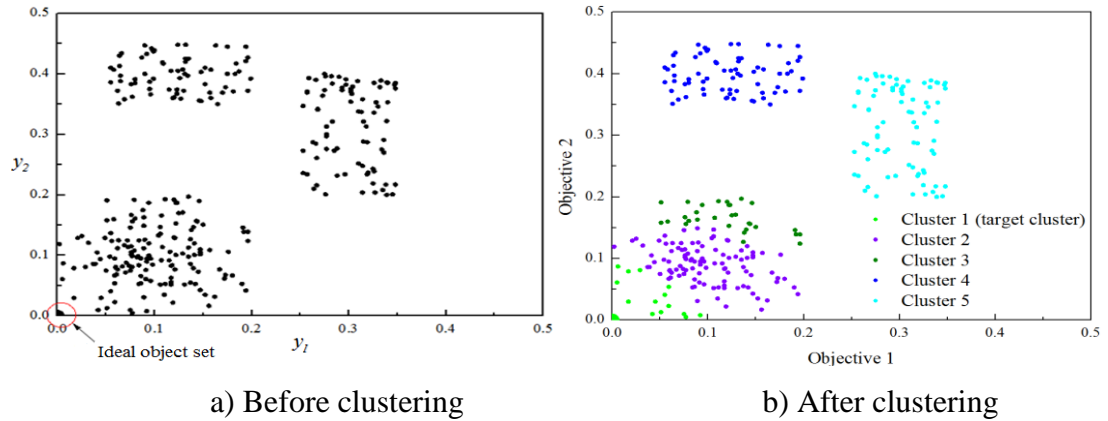 0.5
0.4
0.3
y2
0.2
0.1
0.0
0.0 0.1 0.2 0.3 0.4 0.5
y1
Ideal object set
a) Before clustering
0.5
0.4
0.3
0.2
0.1
0.0
Objective 2
0.0 0.1 0.2 0.3 0.4 0.5
Objective 1
Cluster 1 (target cluster)
Cluster 2
Cluster 3
Cluster 4
Cluster 5
b) After clustering